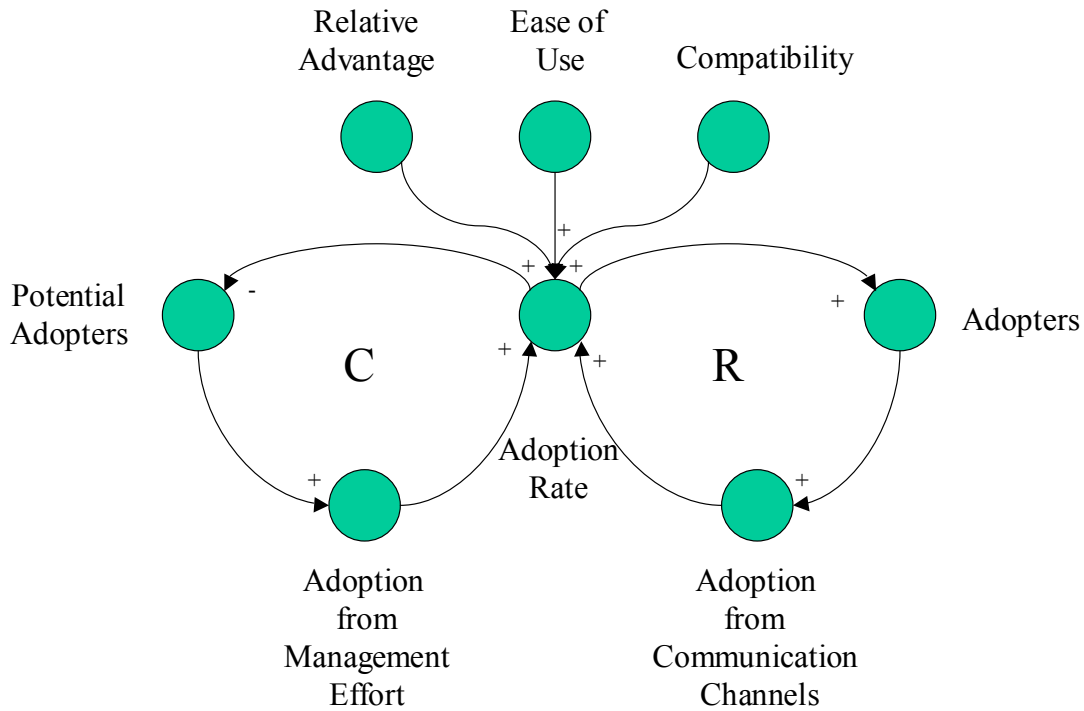 Relative
Advantage
Ease of
Use
Compatibility
+
+
+
-
+
Potential
Adopters
Adopters
C
R
+
+
Adoption
Rate
+
+
Adoption
from
Management
Effort
Adoption
from
Communication
Channels